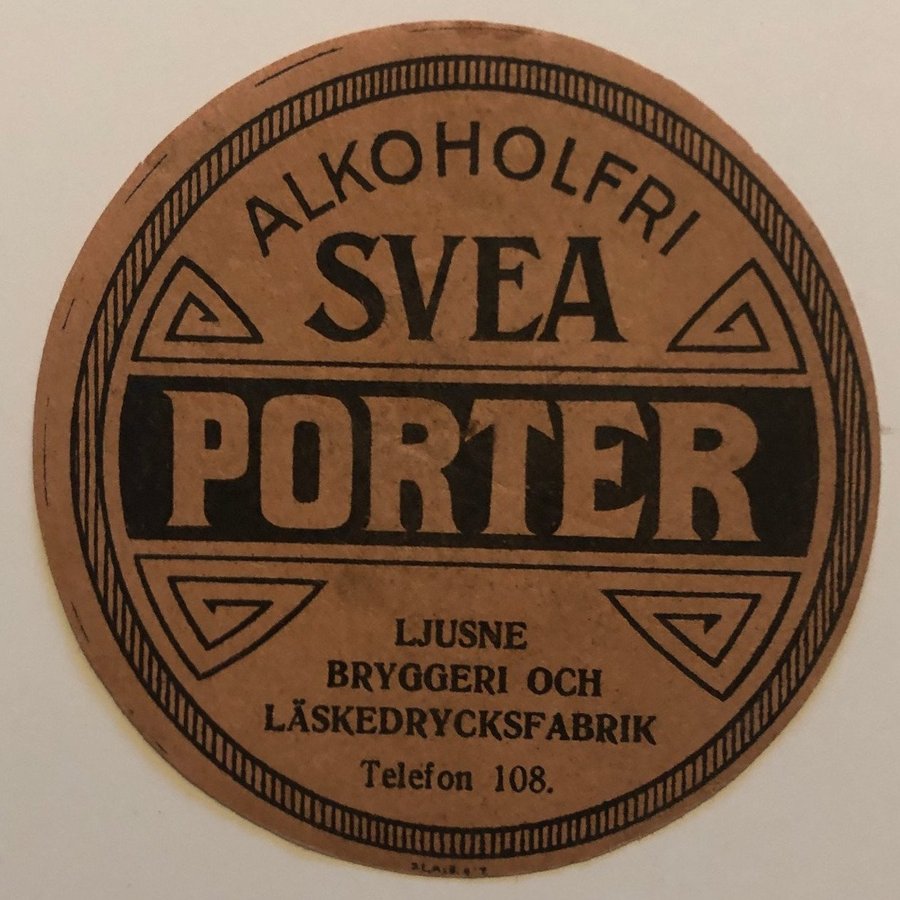 ALKOHOLFRI
SVEA
PORTER
LJUSNE
BRYGGERI OCH
LÄSKEDRYCKSFABRIK
Telefon 108.